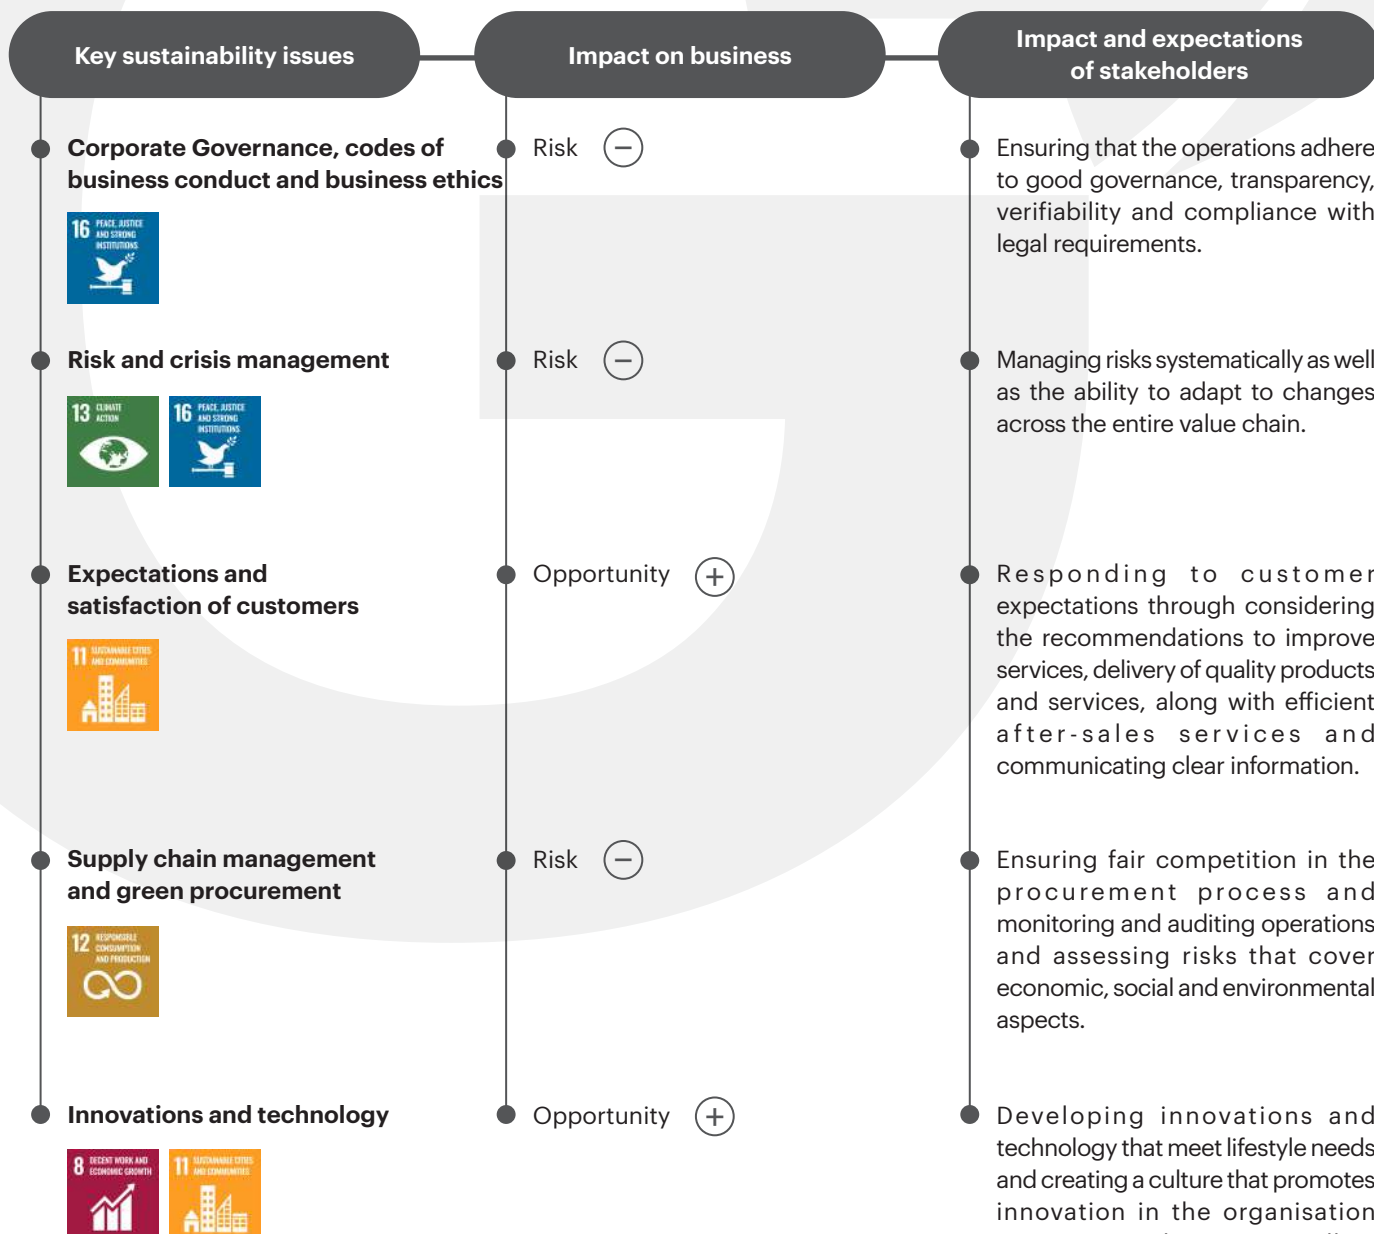 Key sustainability issues
Impact on business
Impact and expectations
of stakeholders
Corporate Governance, codes of
business conduct and business ethics
16 PEACE, JUSTICE
AND STRONG
INSTITUTIONS
Risk
Ensuring that the operations adhere
to good governance, transparency,
verifiability and compliance with
legal requirements.
Risk and crisis management
13 CLIMATE
ACTION
16 PEACE, JUSTICE
AND STRONG
INSTITUTIONS
Risk
Managing risks systematically as well
as the ability to adapt to changes
across the entire value chain.
Expectations and
satisfaction of customers
11 SUSTAINABLE CITIES
AND COMMUNITIES
Opportunity
Responding to customer
expectations through considering
the recommendations to improve
services, delivery of quality products
and services, along with efficient
after-sales services and
communicating clear information.
Supply chain management
and green procurement
12 RESPONSIBLE
CONSUMPTION
AND PRODUCTION
Risk
Ensuring fair competition in the
procurement process and
monitoring and auditing operations
and assessing risks that cover
economic, social and environmental
aspects.
Innovations and technology
8 DECENT WORK AND
ECONOMIC GROWTH
11 SUSTAINABLE CITIES
AND COMMUNITIES
Opportunity
Developing innovations and
technology that meet lifestyle needs
and creating a culture that promotes
innovation in the organisation